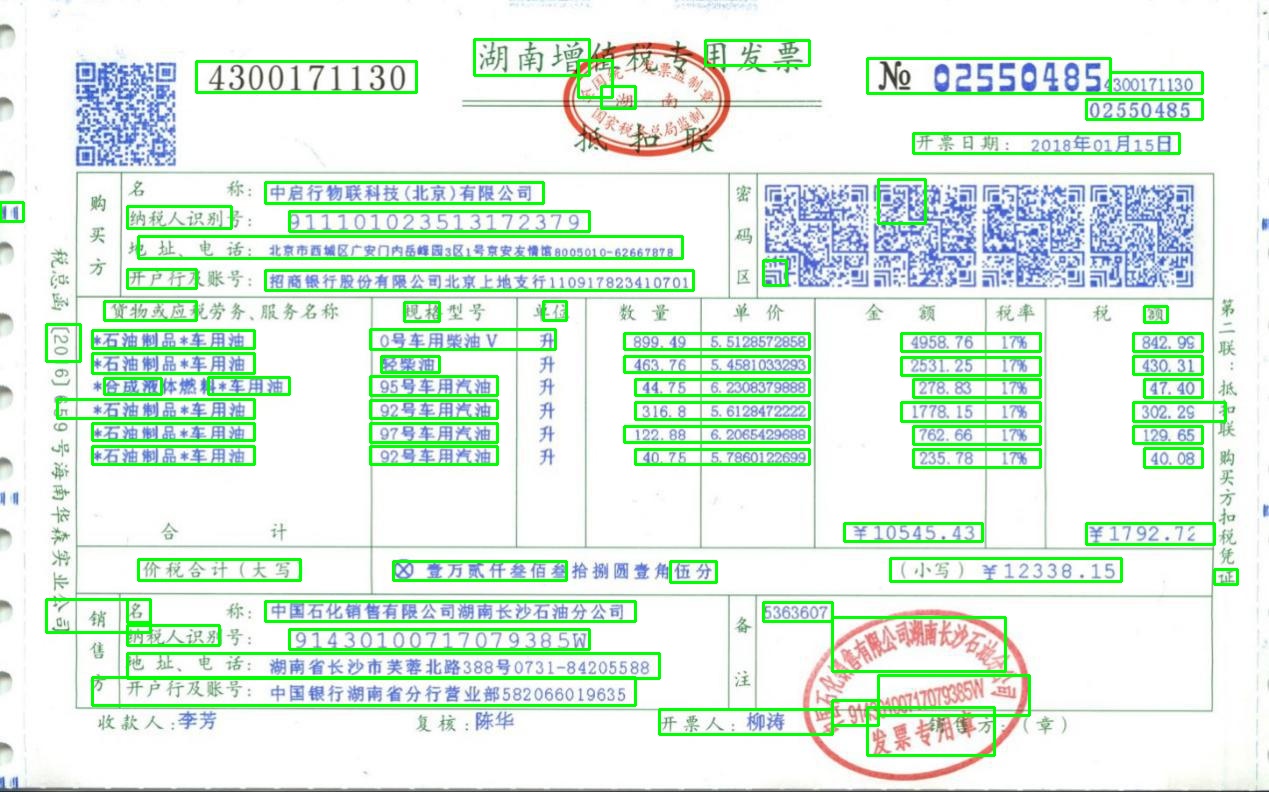 湖南增值税专用发票
全国统一发票监制章
湖 南
国家税务总局监制
抵扣联
4300171130
№ 02550485
4300171130
02550485
开票日期: 2018年01月15日
购买方
名 称: 中启行物联科技(北京)有限公司
纳税人识别号: 911101023513172379
地址、电话: 北京市西城区广安门内岳峰园3区1号京安友情馆8005010-62667878
开户行及账号: 招商银行股份有限公司北京上地支行110917823410701
密码区
货物或应税劳务、服务名称 规格型号 单位 数量 单价 金额 税率 税额
*石油制品*车用油 0号车用柴油V 升 899.49 5.5128572858 4958.76 17% 842.99
*石油制品*车用油 轻柴油 升 463.76 5.4581033293 2531.25 17% 430.31
*合成液体燃料*车用油 95号车用汽油 升 44.75 6.2308379888 278.83 17% 47.40
*石油制品*车用油 92号车用汽油 升 316.8 5.6128472222 1778.15 17% 302.29
*石油制品*车用油 97号车用汽油 升 122.88 6.2065429688 762.66 17% 129.65
*石油制品*车用油 92号车用汽油 升 40.75 5.7860122699 235.78 17% 40.08
合 计 ¥10545.43 ¥1792.72
价税合计(大写) ⊗壹万贰仟叁佰叁拾捌圆壹角伍分 (小写) ¥12338.15
销售方
名 称: 中国石化销售有限公司湖南长沙石油分公司
纳税人识别号: 91430100717079385W
地址、电话: 湖南省长沙市芙蓉北路388号0731-84205588
开户行及账号: 中国银行湖南省分行营业部582066019635
备注
5363607
收款人: 李芳 复核: 陈华 开票人: 柳涛 销售方: (章)
中国石化销售有限公司湖南长沙石油分公司
91430100717079385W
发票专用章
税总函 〔2016〕659号海南华森实业公司
第二联: 抵扣联 购买方扣税凭证